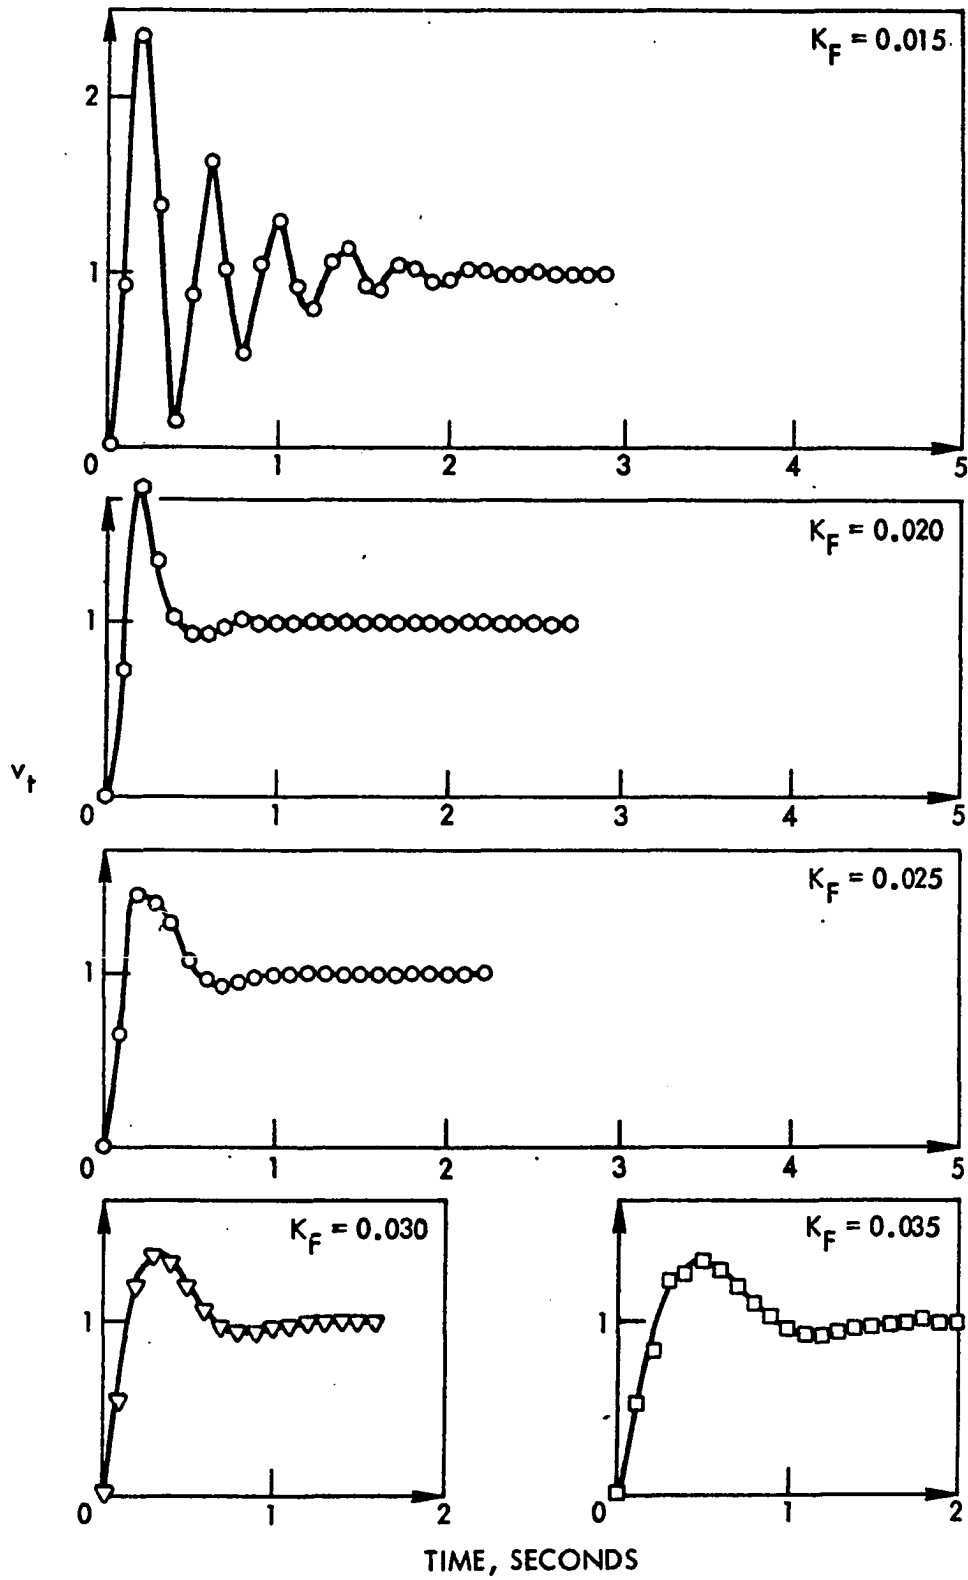 K_F = 0.015
2
1
0 1 2 3 4 5
K_F = 0.020
1
v_t
0 1 2 3 4 5
K_F = 0.025
1
0 1 2 3 4 5
K_F = 0.030
1
0 1 2
K_F = 0.035
1
0 1 2
TIME, SECONDS